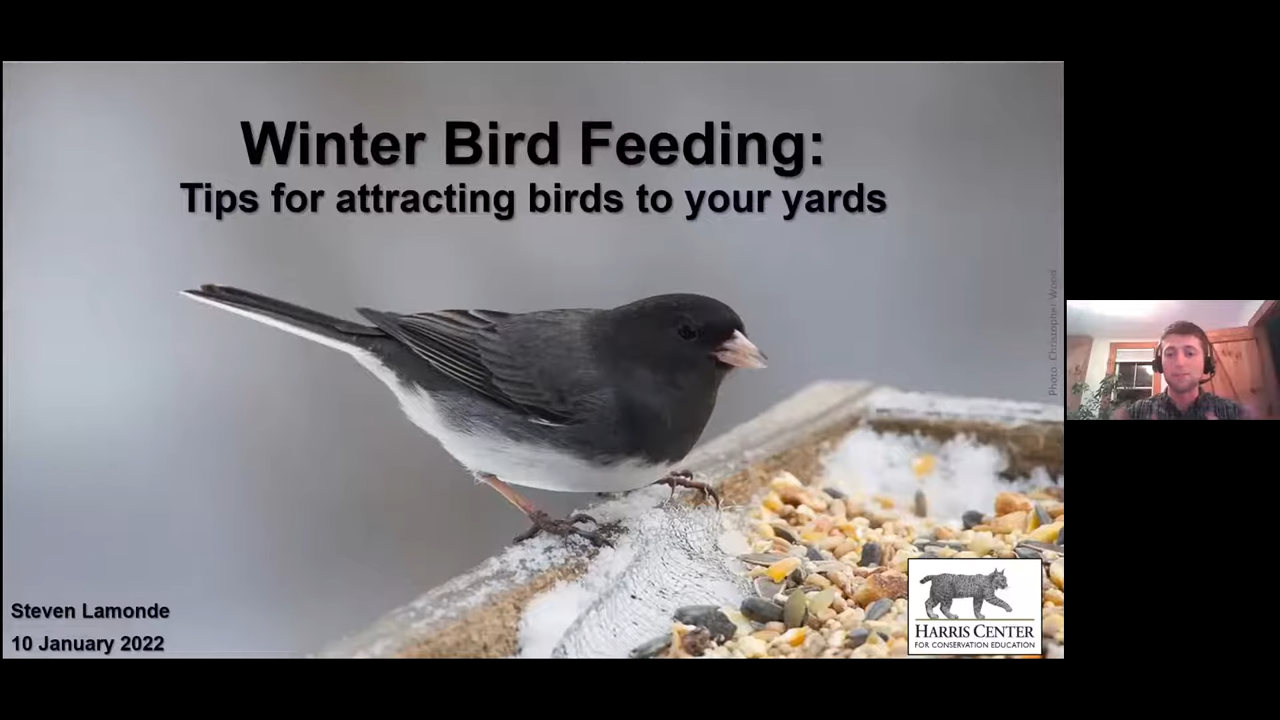 Winter Bird Feeding:
Tips for attracting birds to your yards
Photo: Christopher Wood
Steven Lamonde
10 January 2022
HARRIS CENTER
FOR CONSERVATION EDUCATION